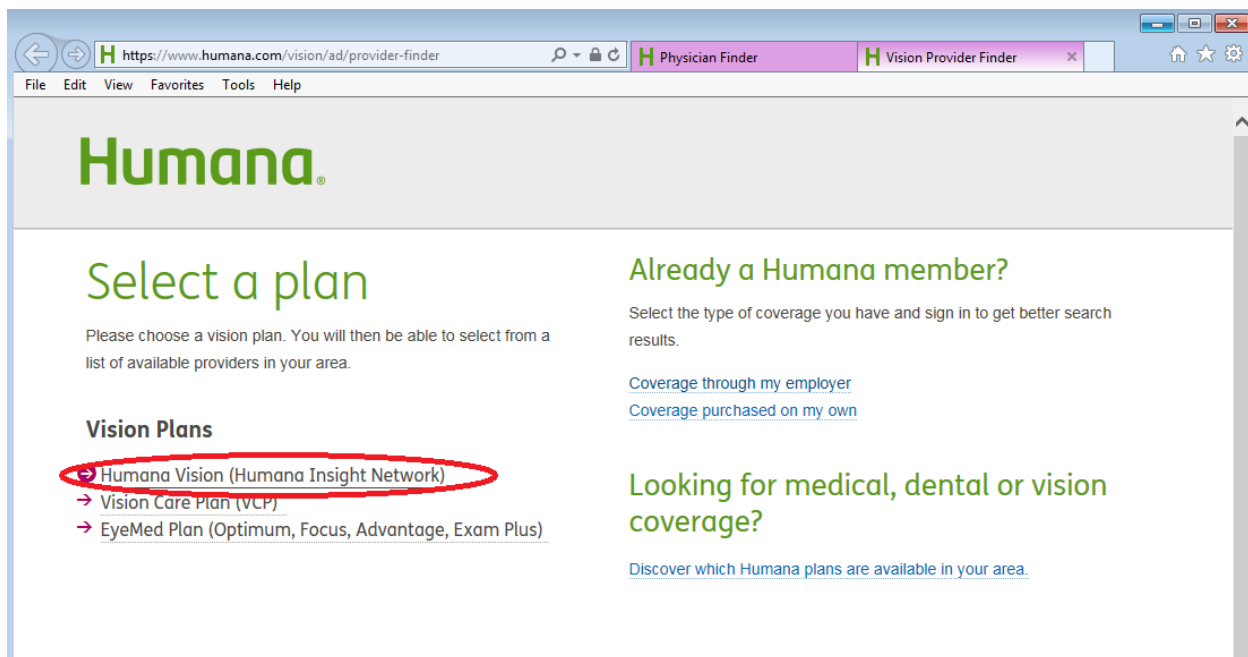 https://www.humana.com/vision/ad/provider-finder
H Physician Finder
H Vision Provider Finder
File Edit View Favorites Tools Help
Humana®
Select a plan
Please choose a vision plan. You will then be able to select from a
list of available providers in your area.
Vision Plans
Humana Vision (Humana Insight Network)
Vision Care Plan (VCP)
EyeMed Plan (Optimum, Focus, Advantage, Exam Plus)
Already a Humana member?
Select the type of coverage you have and sign in to get better search
results.
Coverage through my employer
Coverage purchased on my own
Looking for medical, dental or vision
coverage?
Discover which Humana plans are available in your area.